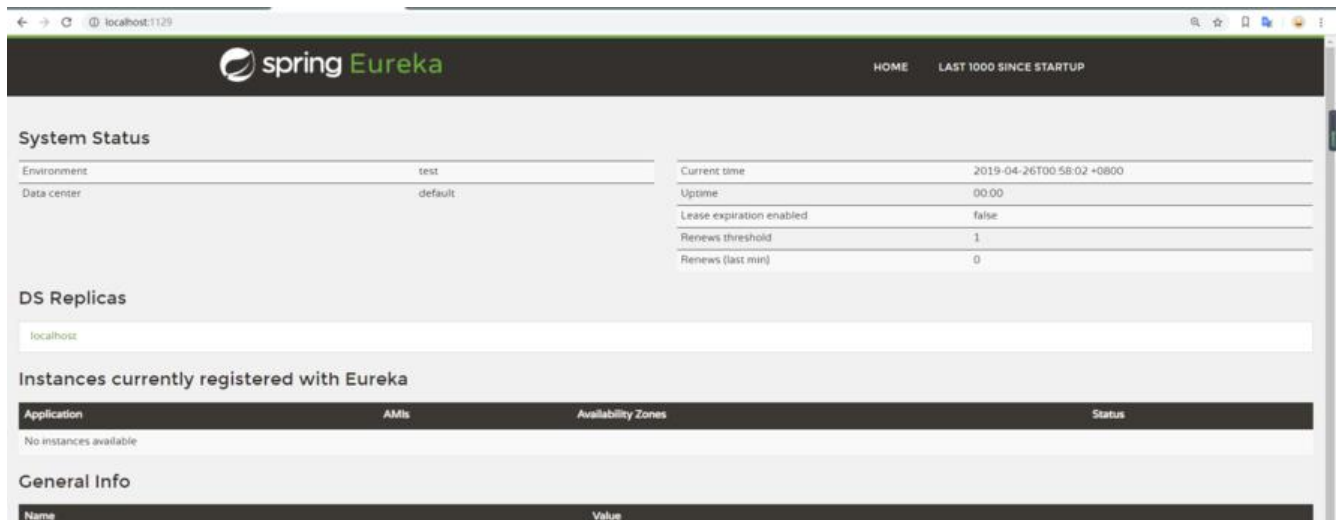 localhost:1129
spring Eureka
HOME LAST 1000 SINCE STARTUP
System Status
Environment test
Data center default
Current time 2019-04-26T00:58:02 +0800
Uptime 00:00
Lease expiration enabled false
Renews threshold 1
Renews (last min) 0
DS Replicas
localhost
Instances currently registered with Eureka
Application AMIs Availability Zones Status
No instances available
General Info
Name Value